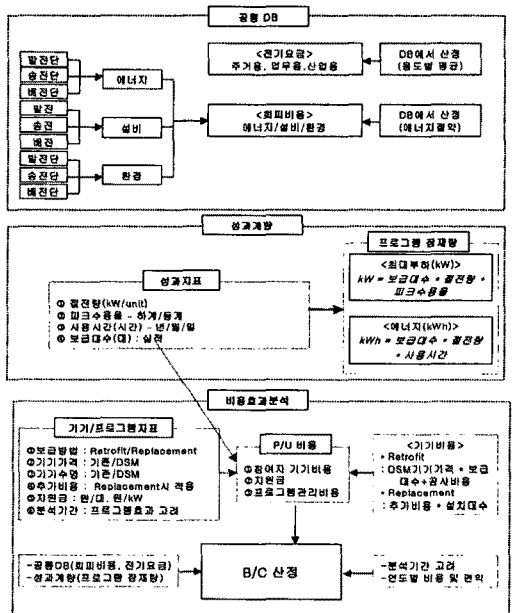 공통 DB
발전단
송전단
배전단
에너지
발전
송전
배전
설비
발전단
송전단
배전단
환경
<전기요금>
주거용, 업무용, 산업용
DB에서 산정
(용도별 평균)
<회피비용>
에너지/설비/환경
DB에서 산정
(에너지절약)
성과계량
성과지표
① 절전량(kW/unit)
② 피크수용율 - 하계/동계
③ 사용시간(시간) - 년/월/일
④ 보급대수(대) : 실적
프로그램 잠재량
<최대부하(kW)>
kW = 보급대수 * 절전량 *
피크수용율
<에너지(kWh)>
kWh = 보급대수 * 절전량
* 사용시간
비용효과분석
기기/프로그램지표
①보급방법 : Retrofit/Replacement
②기기가격 : 기존/DSM
③기기수명 : 기존/DSM
④추가비용 : Replacement시 적용
⑤지원금 : 원/대, 원/kW
⑥분석기간 : 프로그램효과 고려
P/U 비용
①참여자 기기비용
②지원금
③프로그램관리비용
<기기비용>
* Retrofit
: DSM기기가격 * 보급
대수+공사비용
* Replacement
: 추가비용 * 설치대수
-공통DB(회피비용, 전기요금)
-성과계량(프로그램 잠재량)
B/C 산정
-분석기간 고려
-연도별 비용 및 편익